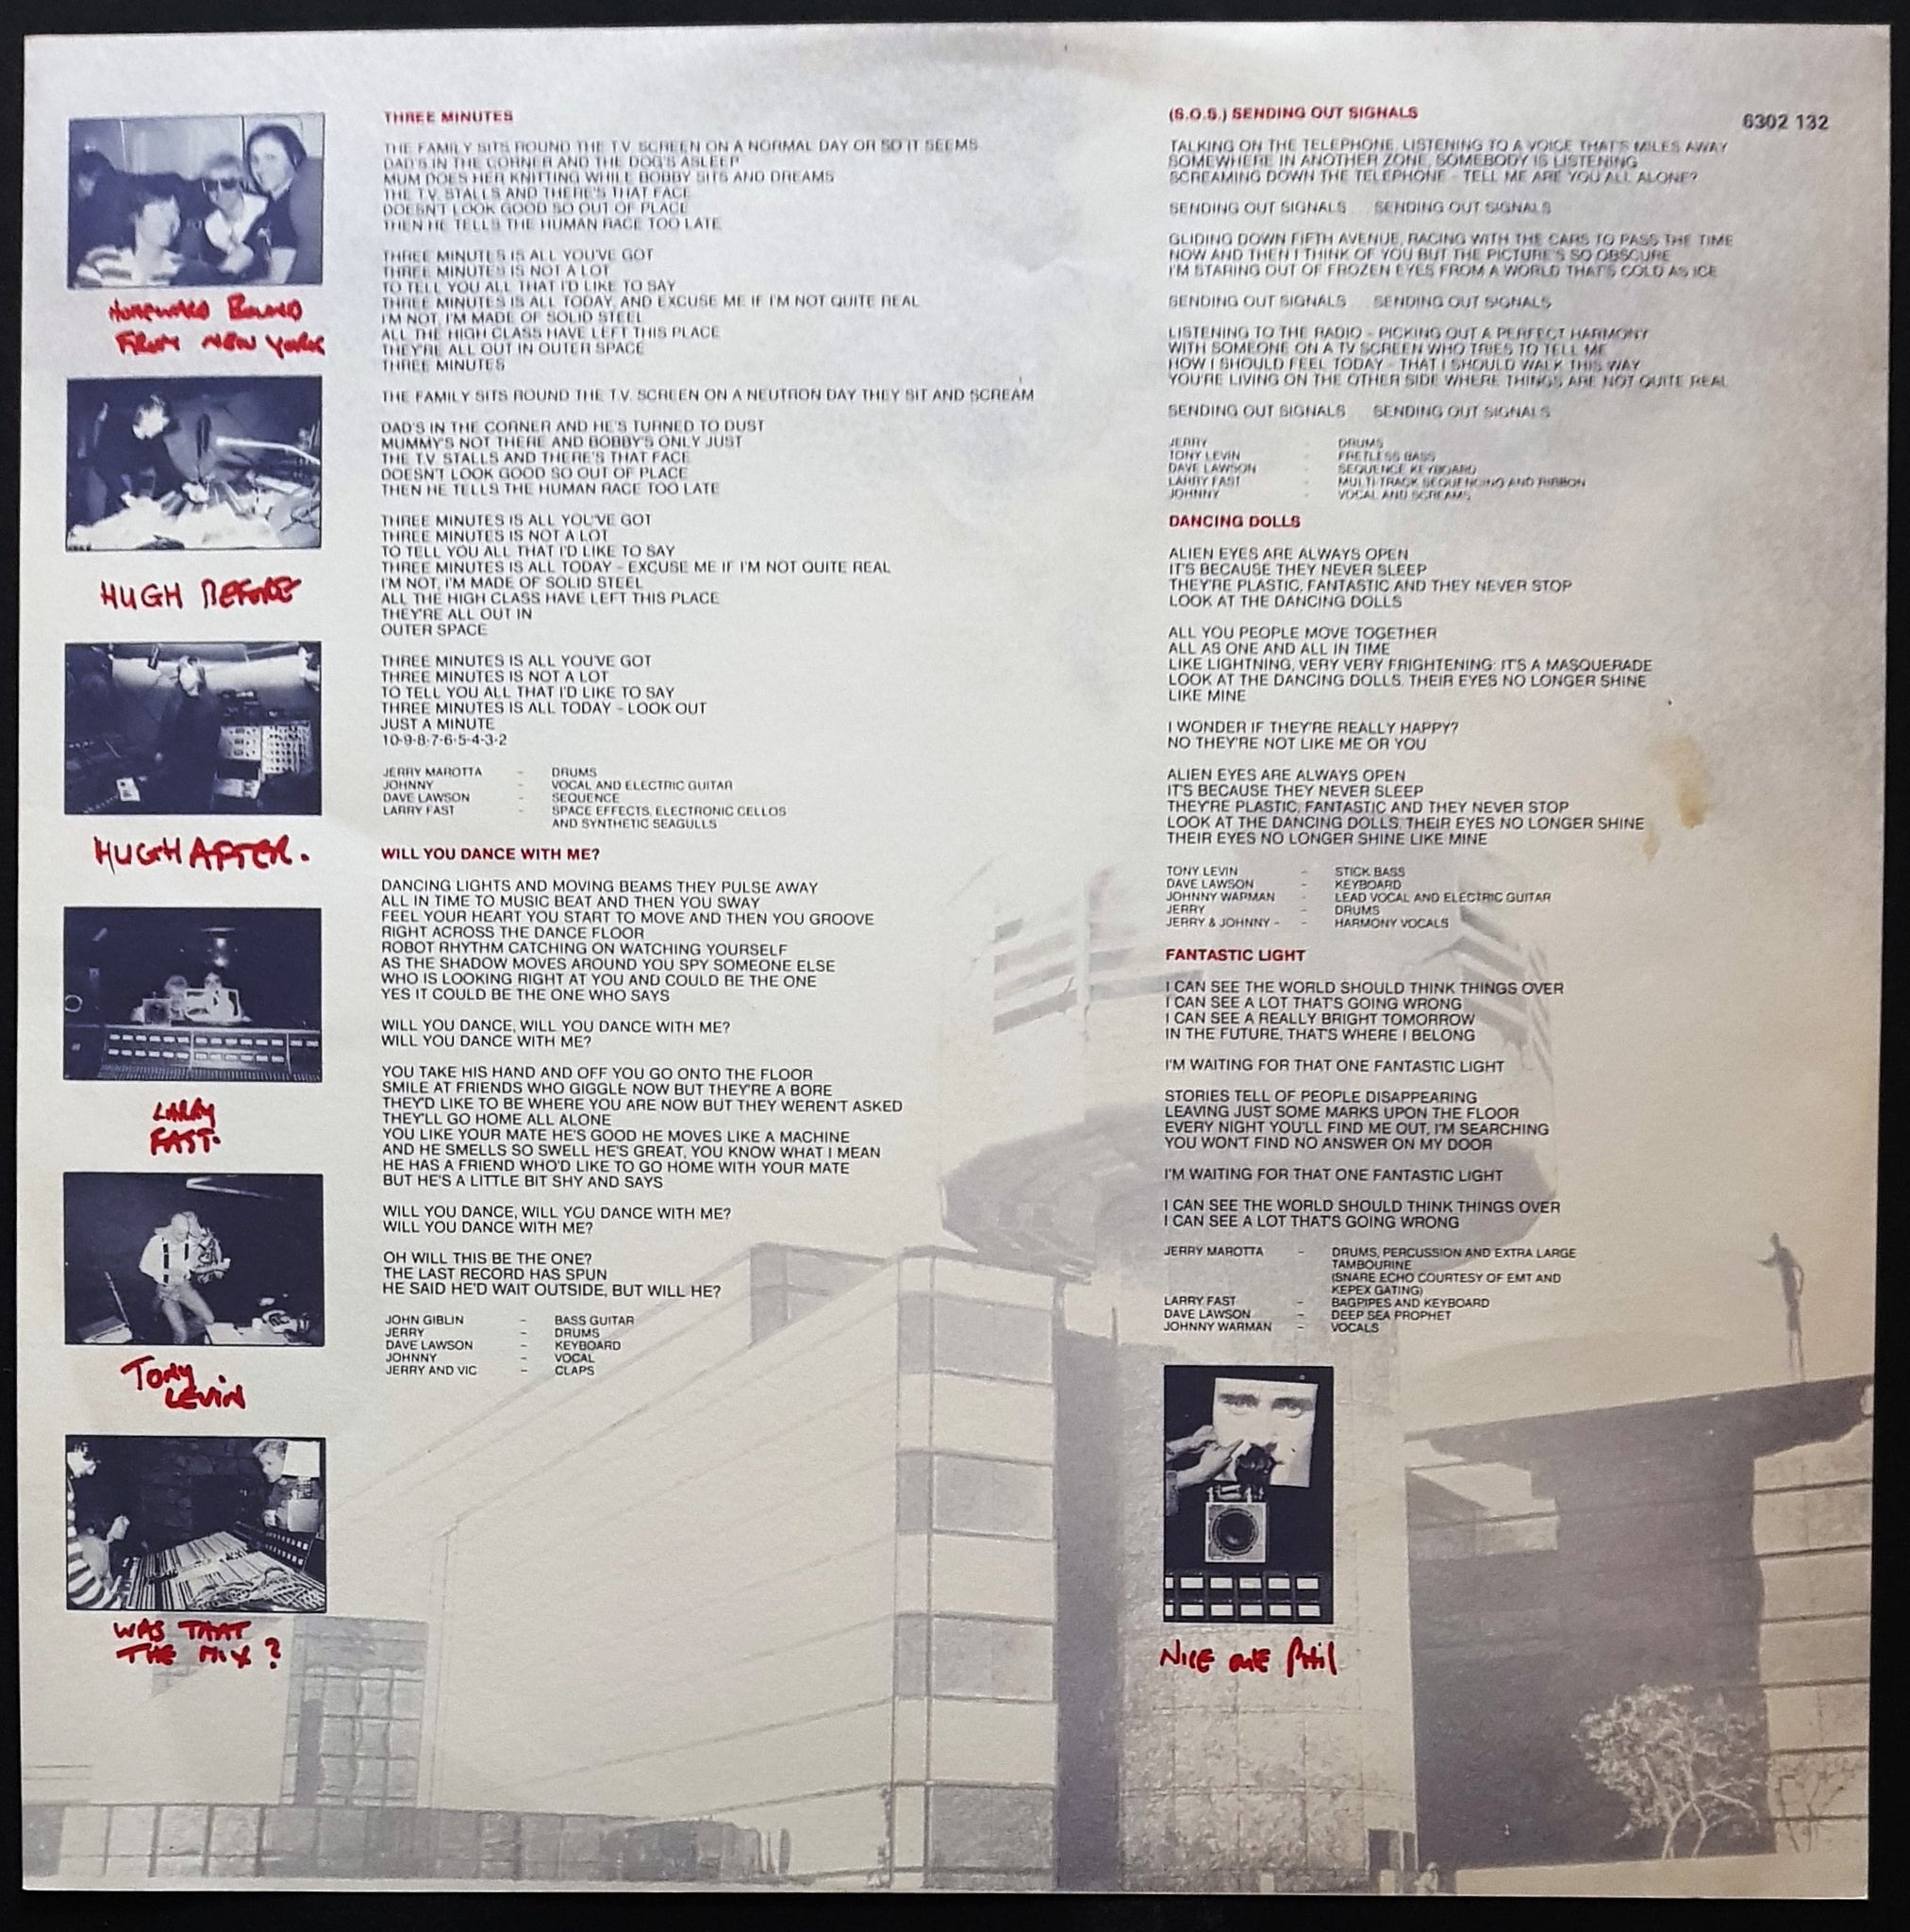 HOMEWARD BOUND
FROM NEW YORK
HUGH BEFORE
HUGH AFTER.
LARRY
FAST.
TONY
LEVIN
WAS THAT
THE MIX?
THREE MINUTES
THE FAMILY SITS ROUND THE T.V. SCREEN ON A NORMAL DAY OR SO IT SEEMS
DAD'S IN THE CORNER AND THE DOG'S ASLEEP
MUM DOES HER KNITTING WHILE BOBBY SITS AND DREAMS
THE T.V. STALLS AND THERE'S THAT FACE
DOESN'T LOOK GOOD SO OUT OF PLACE
THEN HE TELLS THE HUMAN RACE TOO LATE
THREE MINUTES IS ALL YOU'VE GOT
THREE MINUTES IS NOT A LOT
TO TELL YOU ALL THAT I'D LIKE TO SAY
THREE MINUTES IS ALL TODAY, AND EXCUSE ME IF I'M NOT QUITE REAL
I'M NOT, I'M MADE OF SOLID STEEL
ALL THE HIGH CLASS HAVE LEFT THIS PLACE
THEY'RE ALL OUT IN OUTER SPACE
THREE MINUTES
THE FAMILY SITS ROUND THE T.V. SCREEN ON A NEUTRON DAY THEY SIT AND SCREAM
DAD'S IN THE CORNER AND HE'S TURNED TO DUST
MUMMY'S NOT THERE AND BOBBY'S ONLY JUST
THE T.V STALLS AND THERE'S THAT FACE
DOESN'T LOOK GOOD SO OUT OF PLACE
THEN HE TELLS THE HUMAN RACE TOO LATE
THREE MINUTES IS ALL YOU'VE GOT
THREE MINUTES IS NOT A LOT
TO TELL YOU ALL THAT I'D LIKE TO SAY
THREE MINUTES IS ALL TODAY - EXCUSE ME IF I'M NOT QUITE REAL
I'M NOT, I'M MADE OF SOLID STEEL
ALL THE HIGH CLASS HAVE LEFT THIS PLACE
THEY'RE ALL OUT IN
OUTER SPACE
THREE MINUTES IS ALL YOU'VE GOT
THREE MINUTES IS NOT A LOT
TO TELL YOU ALL THAT I'D LIKE TO SAY
THREE MINUTES IS ALL TODAY - LOOK OUT
JUST A MINUTE
10-9-8-7-6-5-4-3-2
JERRY MAROTTA - DRUMS
JOHNNY - VOCAL AND ELECTRIC GUITAR
DAVE LAWSON - SEQUENCE
LARRY FAST - SPACE EFFECTS, ELECTRONIC CELLOS
AND SYNTHETIC SEAGULLS
WILL YOU DANCE WITH ME?
DANCING LIGHTS AND MOVING BEAMS THEY PULSE AWAY
ALL IN TIME TO MUSIC BEAT AND THEN YOU SWAY
FEEL YOUR HEART YOU START TO MOVE AND THEN YOU GROOVE
RIGHT ACROSS THE DANCE FLOOR
ROBOT RHYTHM CATCHING ON WATCHING YOURSELF
AS THE SHADOW MOVES AROUND YOU SPY SOMEONE ELSE
WHO IS LOOKING RIGHT AT YOU AND COULD BE THE ONE
YES IT COULD BE THE ONE WHO SAYS
WILL YOU DANCE, WILL YOU DANCE WITH ME?
WILL YOU DANCE WITH ME?
YOU TAKE HIS HAND AND OFF YOU GO ONTO THE FLOOR
SMILE AT FRIENDS WHO GIGGLE NOW BUT THEY'RE A BORE
THEY'D LIKE TO BE WHERE YOU ARE NOW BUT THEY WEREN'T ASKED
THEY'LL GO HOME ALL ALONE
YOU LIKE YOUR MATE HE'S GOOD HE MOVES LIKE A MACHINE
AND HE SMELLS SO SWELL HE'S GREAT, YOU KNOW WHAT I MEAN
HE HAS A FRIEND WHO'D LIKE TO GO HOME WITH YOUR MATE
BUT HE'S A LITTLE BIT SHY AND SAYS
WILL YOU DANCE, WILL YOU DANCE WITH ME?
WILL YOU DANCE WITH ME?
OH WILL THIS BE THE ONE?
THE LAST RECORD HAS SPUN
HE SAID HE'D WAIT OUTSIDE, BUT WILL HE?
JOHN GIBLIN - BASS GUITAR
JERRY - DRUMS
DAVE LAWSON - KEYBOARD
JOHNNY - VOCAL
JERRY AND VIC - CLAPS
(S.O.S.) SENDING OUT SIGNALS
6302 132
TALKING ON THE TELEPHONE, LISTENING TO A VOICE THAT'S MILES AWAY
SOMEWHERE IN ANOTHER ZONE, SOMEBODY IS LISTENING
SCREAMING DOWN THE TELEPHONE - TELL ME ARE YOU ALL ALONE?
SENDING OUT SIGNALS SENDING OUT SIGNALS
GLIDING DOWN FIFTH AVENUE, RACING WITH THE CARS TO PASS THE TIME
NOW AND THEN I THINK OF YOU BUT THE PICTURE'S SO OBSCURE
I'M STARING OUT OF FROZEN EYES FROM A WORLD THAT'S COLD AS ICE
SENDING OUT SIGNALS SENDING OUT SIGNALS
LISTENING TO THE RADIO - PICKING OUT A PERFECT HARMONY
WITH SOMEONE ON A TV SCREEN WHO TRIES TO TELL ME
HOW I SHOULD FEEL TODAY - THAT I SHOULD WALK THIS WAY
YOU'RE LIVING ON THE OTHER SIDE WHERE THINGS ARE NOT QUITE REAL
SENDING OUT SIGNALS SENDING OUT SIGNALS
JERRY - DRUMS
TONY LEVIN - FRETLESS BASS
DAVE LAWSON - SEQUENCE KEYBOARD
LARRY FAST - MULTI-TRACK SEQUENCING AND RIBBON
JOHNNY - VOCAL AND SCREAMS
DANCING DOLLS
ALIEN EYES ARE ALWAYS OPEN
IT'S BECAUSE THEY NEVER SLEEP
THEY'RE PLASTIC, FANTASTIC AND THEY NEVER STOP
LOOK AT THE DANCING DOLLS
ALL YOU PEOPLE MOVE TOGETHER
ALL AS ONE AND ALL IN TIME
LIKE LIGHTNING, VERY VERY FRIGHTENING: IT'S A MASQUERADE
LOOK AT THE DANCING DOLLS. THEIR EYES NO LONGER SHINE
LIKE MINE
I WONDER IF THEY'RE REALLY HAPPY?
NO THEY'RE NOT LIKE ME OR YOU
ALIEN EYES ARE ALWAYS OPEN
IT'S BECAUSE THEY NEVER SLEEP
THEY'RE PLASTIC, FANTASTIC AND THEY NEVER STOP
LOOK AT THE DANCING DOLLS. THEIR EYES NO LONGER SHINE
THEIR EYES NO LONGER SHINE LIKE MINE
TONY LEVIN - STICK BASS
DAVE LAWSON - KEYBOARD
JOHNNY WARMAN - LEAD VOCAL AND ELECTRIC GUITAR
JERRY - DRUMS
JERRY & JOHNNY - - HARMONY VOCALS
FANTASTIC LIGHT
I CAN SEE THE WORLD SHOULD THINK THINGS OVER
I CAN SEE A LOT THAT'S GOING WRONG
I CAN SEE A REALLY BRIGHT TOMORROW
IN THE FUTURE, THAT'S WHERE I BELONG
I'M WAITING FOR THAT ONE FANTASTIC LIGHT
STORIES TELL OF PEOPLE DISAPPEARING
LEAVING JUST SOME MARKS UPON THE FLOOR
EVERY NIGHT YOU'LL FIND ME OUT, I'M SEARCHING
YOU WON'T FIND NO ANSWER ON MY DOOR
I'M WAITING FOR THAT ONE FANTASTIC LIGHT
I CAN SEE THE WORLD SHOULD THINK THINGS OVER
I CAN SEE A LOT THAT'S GOING WRONG
JERRY MAROTTA - DRUMS, PERCUSSION AND EXTRA LARGE
TAMBOURINE
(SNARE ECHO COURTESY OF EMT AND
KEPEX GATING)
LARRY FAST - BAGPIPES AND KEYBOARD
DAVE LAWSON - DEEP SEA PROPHET
JOHNNY WARMAN - VOCALS
NICE ONE PHIL